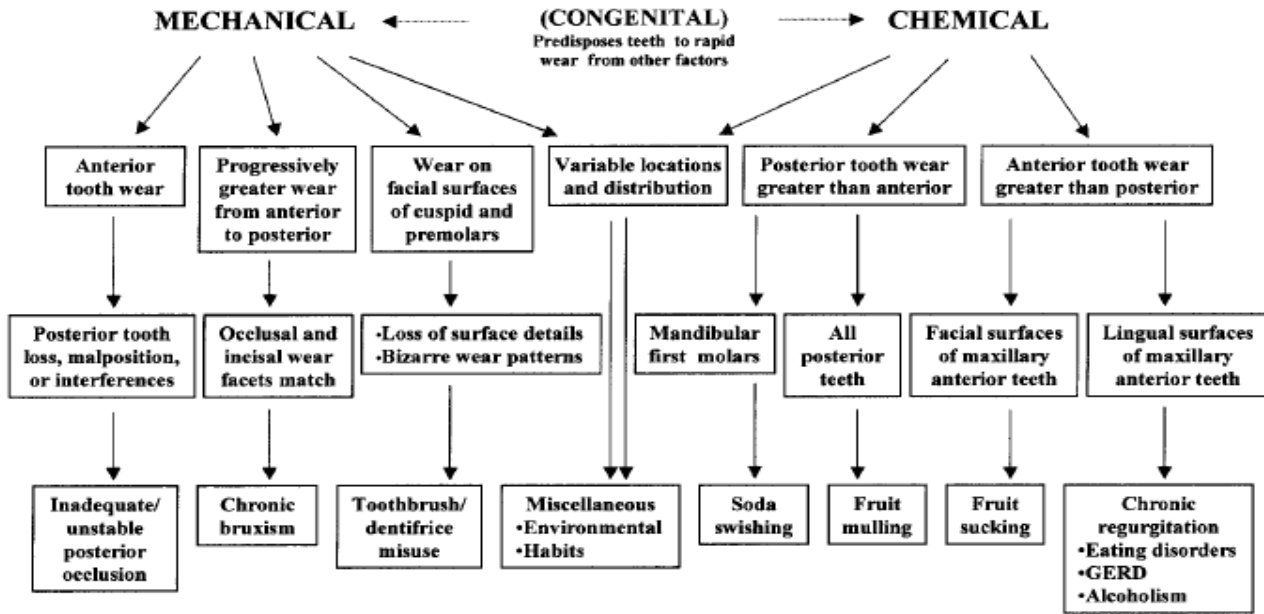 MECHANICAL
(CONGENITAL)
Predisposes teeth to rapid
wear from other factors
CHEMICAL
Anterior
tooth wear
Progressively
greater wear
from anterior
to posterior
Wear on
facial surfaces
of cuspid and
premolars
Variable locations
and distribution
Posterior tooth wear
greater than anterior
Anterior tooth wear
greater than posterior
Posterior tooth
loss, malposition,
or interferences
Occlusal and
incisal wear
facets match
•Loss of surface details
•Bizarre wear patterns
Mandibular
first molars
All
posterior
teeth
Facial surfaces
of maxillary
anterior teeth
Lingual surfaces
of maxillary
anterior teeth
Inadequate/
unstable
posterior
occlusion
Chronic
bruxism
Toothbrush/
dentifrice
misuse
Miscellaneous
•Environmental
•Habits
Soda
swishing
Fruit
mulling
Fruit
sucking
Chronic
regurgitation
•Eating disorders
•GERD
•Alcoholism